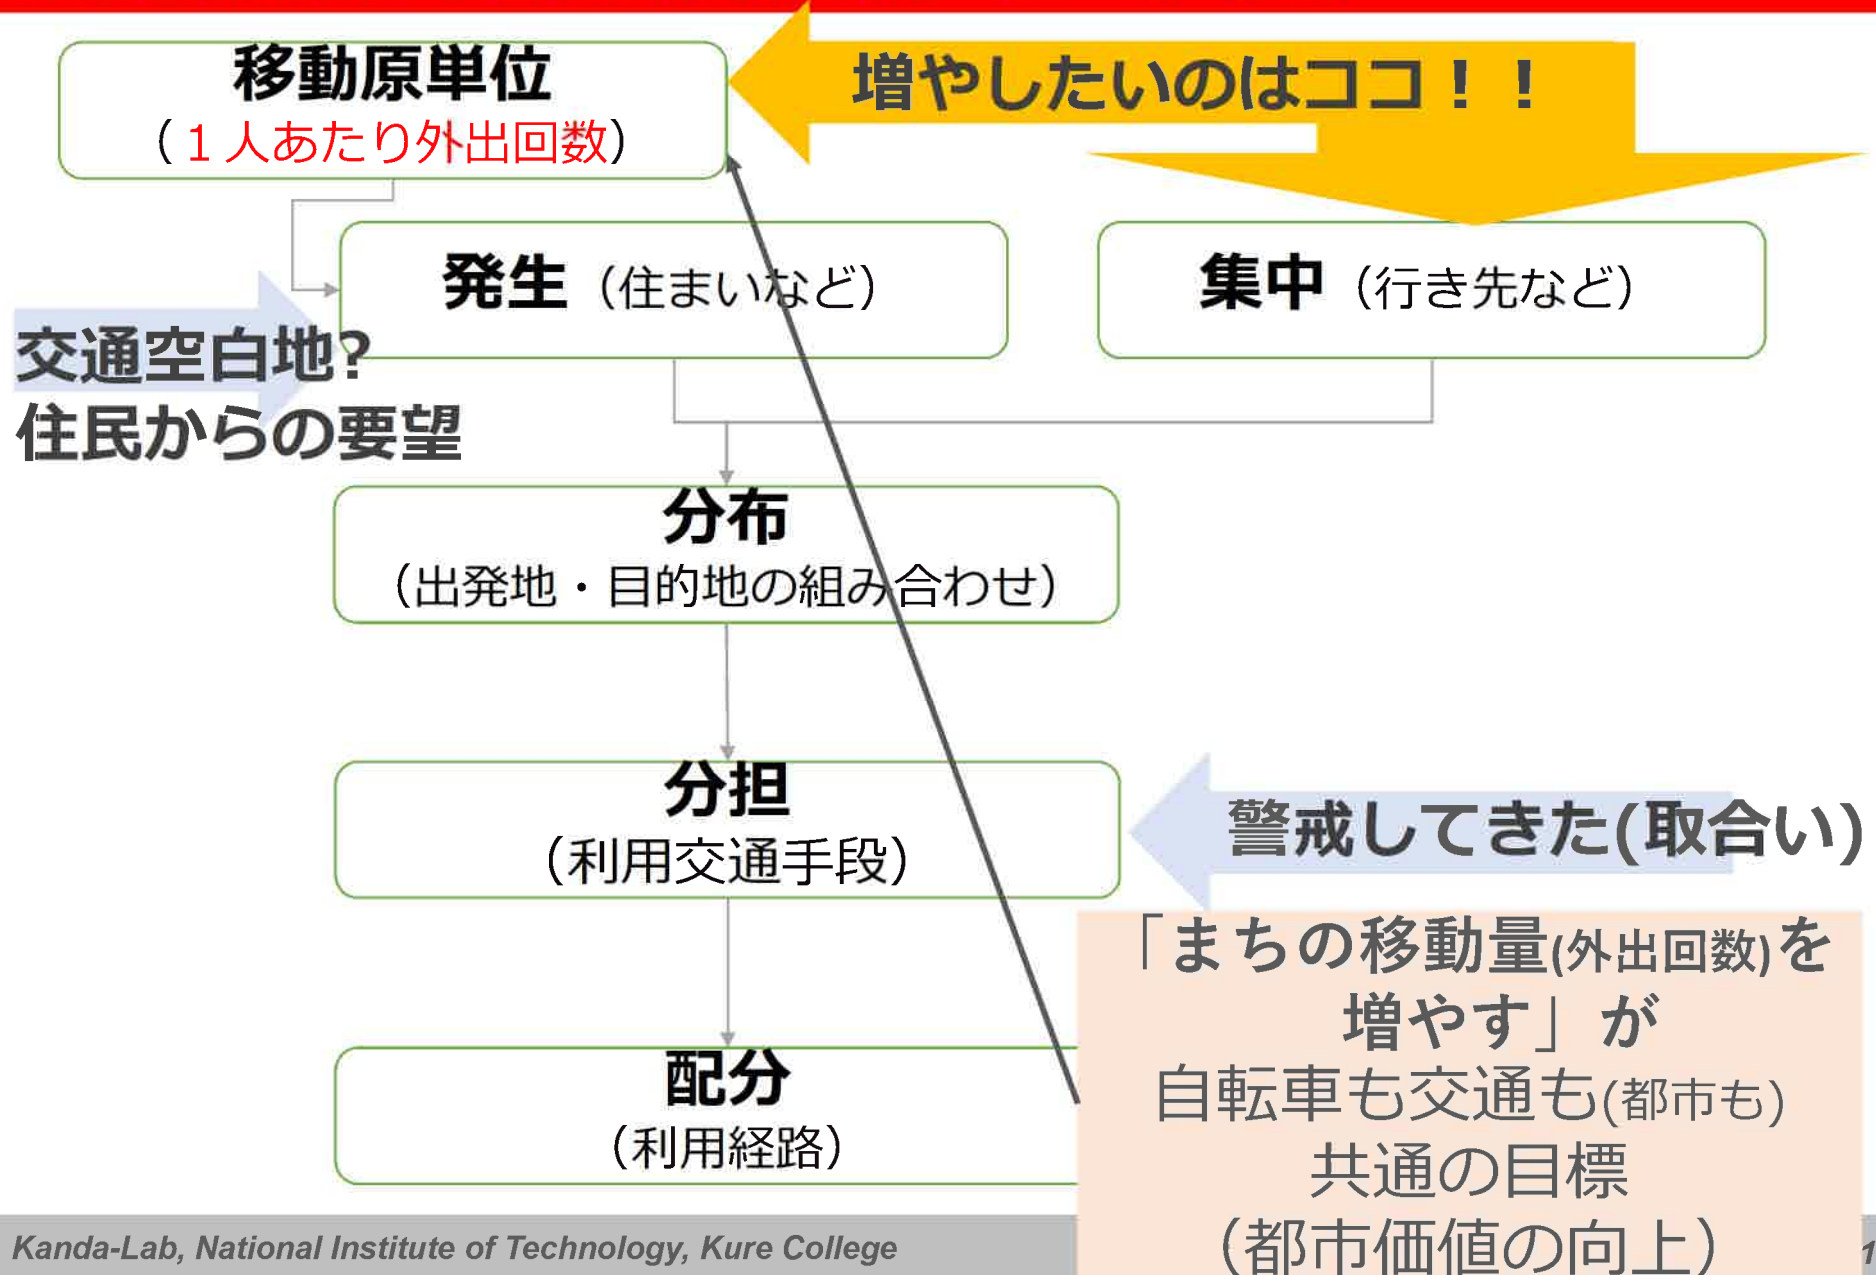 移動原単位
（１人あたり外出回数）
増やしたいのはココ！！
発生（住まいなど）
集中（行き先など）
交通空白地?
住民からの要望
分布
（出発地・目的地の組み合わせ）
分担
（利用交通手段）
警戒してきた(取合い)
配分
（利用経路）
「まちの移動量(外出回数)を
増やす」が
自転車も交通も(都市も)
共通の目標
（都市価値の向上）
Kanda-Lab, National Institute of Technology, Kure College
1